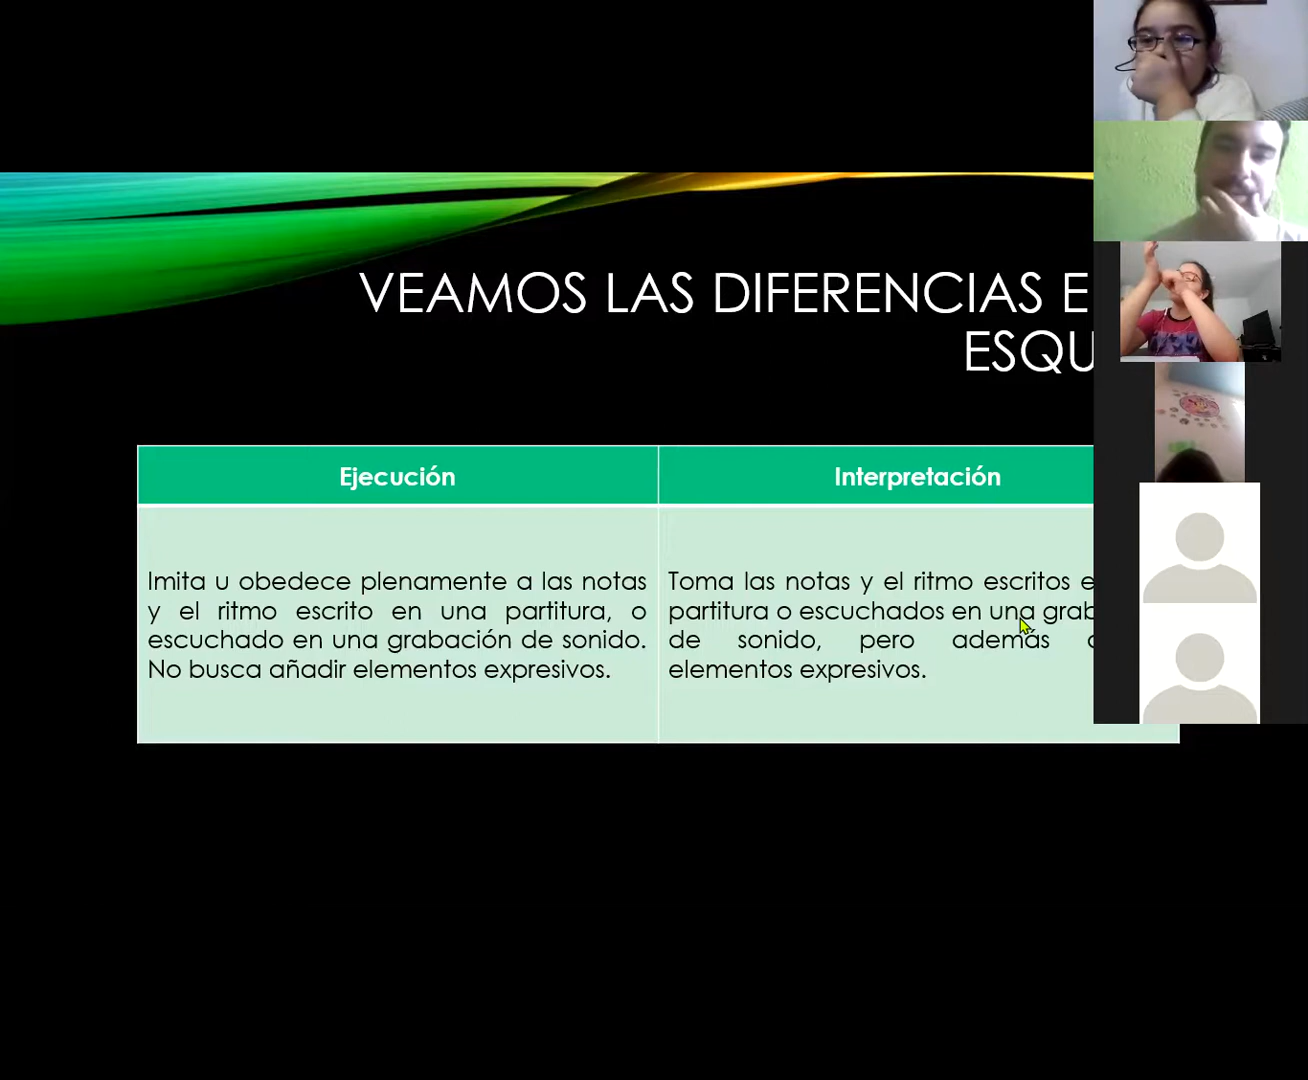 VEAMOS LAS DIFERENCIAS
Ejecución
Interpretación
Imita u obedece plenamente a las notas
y el ritmo escrito en una partitura, o
escuchado en una grabación de sonido.
No busca añadir elementos expresivos.
Toma las notas y el ritmo escritos
partitura o escuchados en una
de sonido, pero además
elementos expresivos.